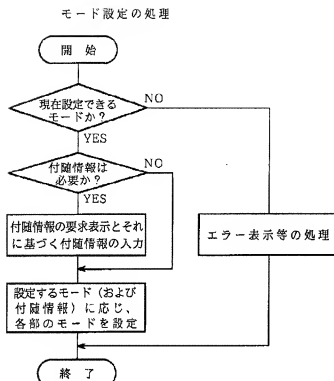 モード設定の処理
開始
現在設定できる
モードか？
NO
YES
付随情報は
必要か？
NO
YES
付随情報の要求表示とそれ
に基づく付随情報の入力
エラー表示等の処理
設定するモード（および
付随情報）に応じ、
各部のモードを設定
終了